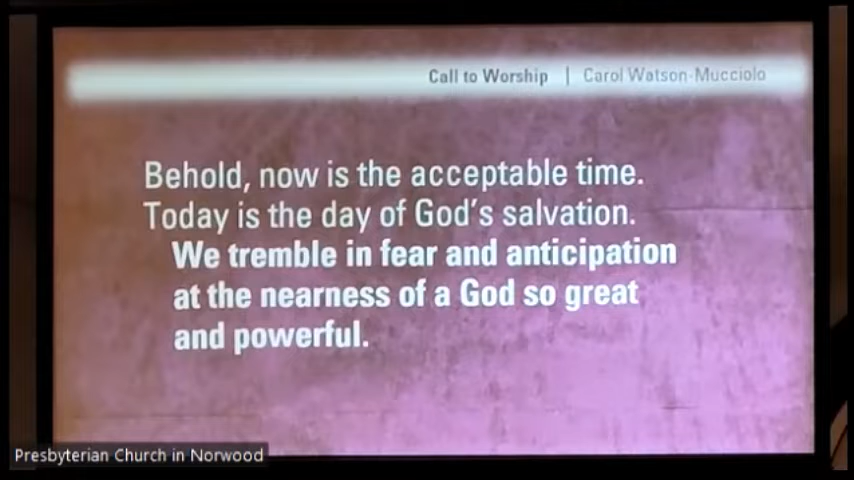 Call to Worship | Carol Watson-Mucciolo
Behold, now is the acceptable time.
Today is the day of God's salvation.
We tremble in fear and anticipation
at the nearness of a God so great
and powerful.
Presbyterian Church in Norwood